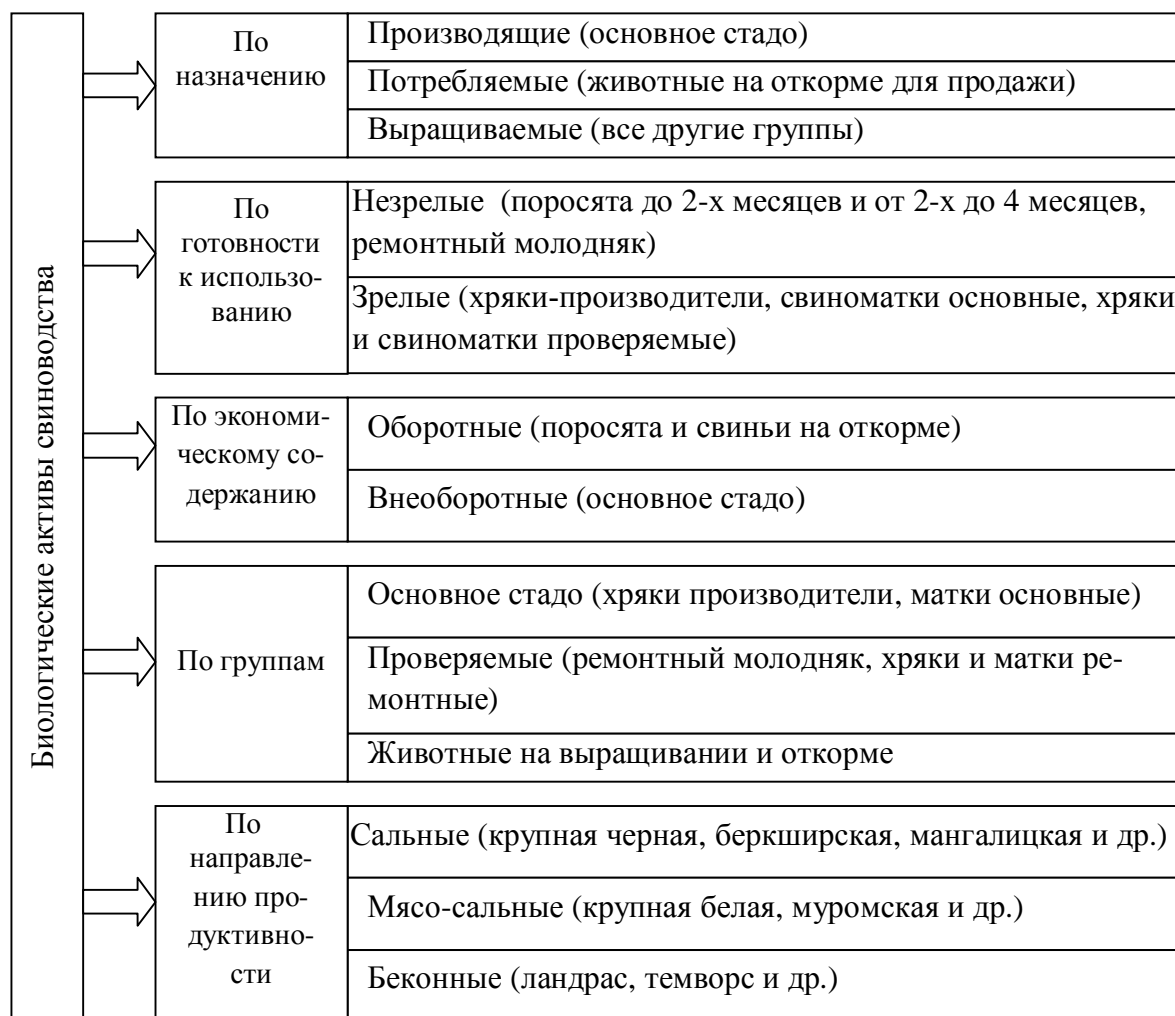 Биологические активы свиноводства
По
назначению
Производящие (основное стадо)
Потребляемые (животные на откорме для продажи)
Выращиваемые (все другие группы)
По
готовности
к использо-
ванию
Незрелые (поросята до 2-х месяцев и от 2-х до 4 месяцев,
ремонтный молодняк)
Зрелые (хряки-производители, свиноматки основные, хряки
и свиноматки проверяемые)
По экономи-
ческому со-
держанию
Оборотные (поросята и свиньи на откорме)
Внеоборотные (основное стадо)
По группам
Основное стадо (хряки производители, матки основные)
Проверяемые (ремонтный молодняк, хряки и матки ре-
монтные)
Животные на выращивании и откорме
По
направле-
нию про-
дуктивно-
сти
Сальные (крупная черная, беркширская, мангалицкая и др.)
Мясо-сальные (крупная белая, муромская и др.)
Беконные (ландрас, темворс и др.)